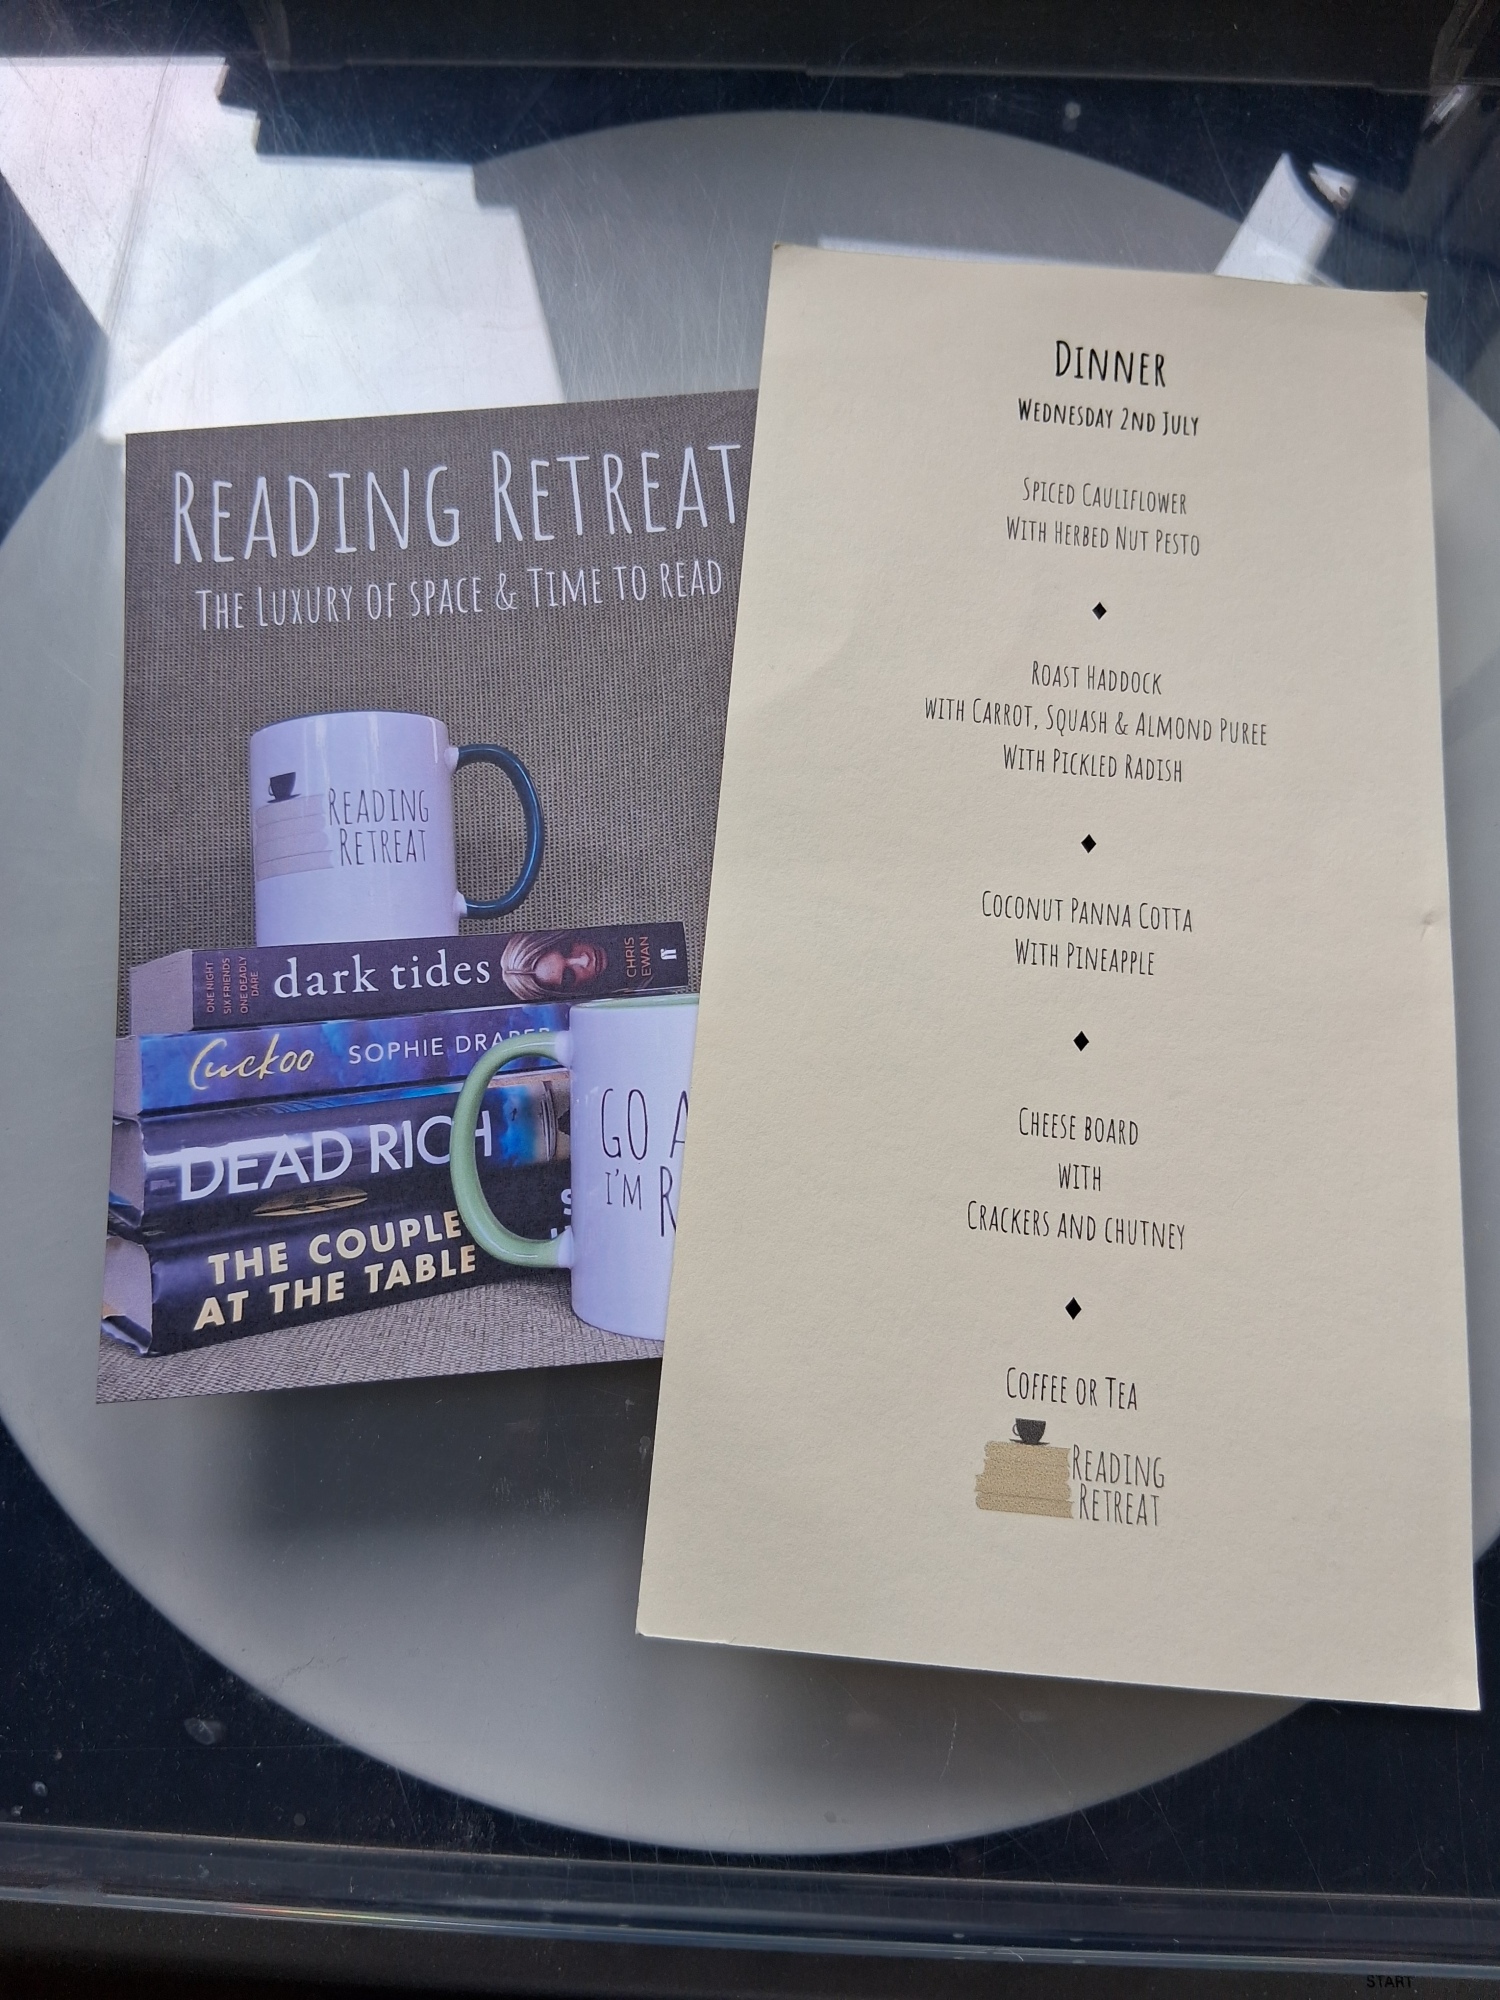 READING RETREAT
THE LUXURY OF SPACE & TIME TO READ
READING
RETREAT
ONE NIGHT
SIX FRIENDS
ONE DEADLY
DARE
dark tides
CHRIS
EWAN
ff
Cuckoo SOPHIE DRAPER
DEAD RICH
THE COUPLE
AT THE TABLE
GO A
I'M R
DINNER
WEDNESDAY 2ND JULY
SPICED CAULIFLOWER
WITH HERBED NUT PESTO
ROAST HADDOCK
WITH CARROT, SQUASH & ALMOND PUREE
WITH PICKLED RADISH
COCONUT PANNA COTTA
WITH PINEAPPLE
CHEESE BOARD
WITH
CRACKERS AND CHUTNEY
COFFEE OR TEA
READING
RETREAT
START